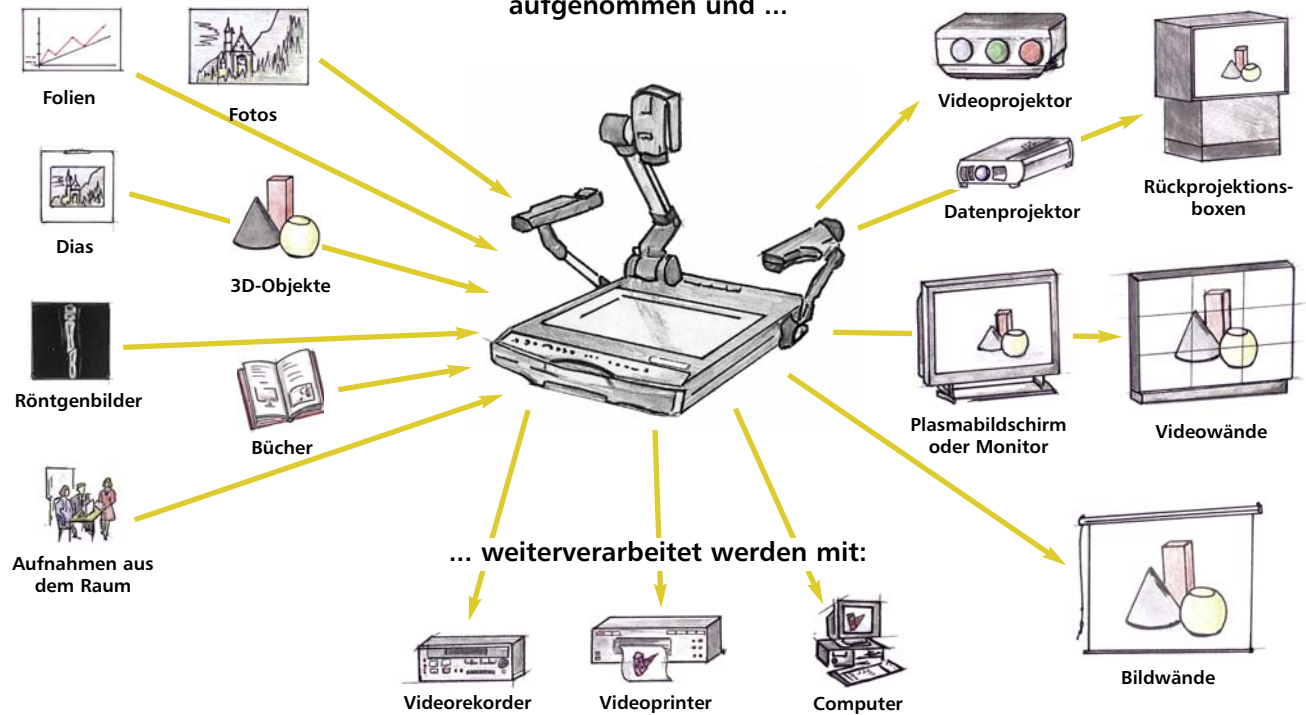 aufgenommen und ...
Folien
Fotos
Dias
3D-Objekte
Röntgenbilder
Bücher
Aufnahmen aus
dem Raum
Videoprojektor
Datenprojektor
Rückprojektions-
boxen
Plasmabildschirm
oder Monitor
Videowände
Bildwände
... weiterverarbeitet werden mit:
Videorekorder
Videoprinter
Computer